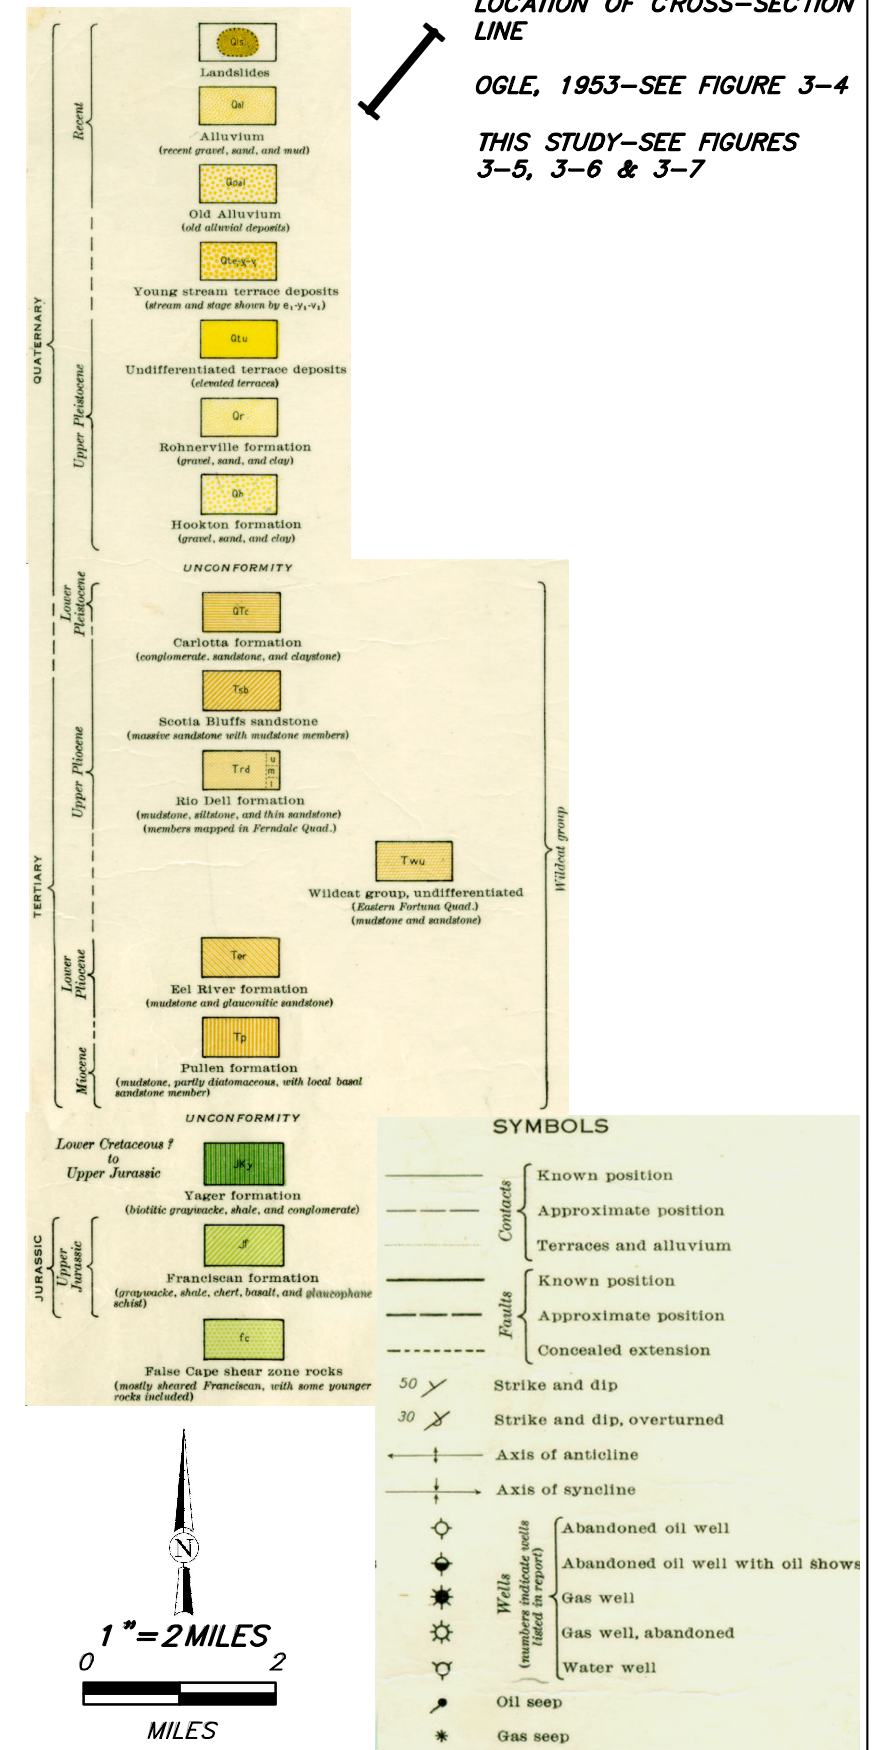 LOCATION OF CROSS-SECTION
LINE
OGLE, 1953-SEE FIGURE 3-4
THIS STUDY-SEE FIGURES
3-5, 3-6 & 3-7
QUATERNARY
Recent
Qls
Landslides
Qal
Alluvium
(recent gravel, sand, and mud)
Qoal
Old Alluvium
(old alluvial deposits)
Qte-x-y
Young stream terrace deposits
(stream and stage shown by e₁-y₁-v₁)
Upper Pleistocene
Qtu
Undifferentiated terrace deposits
(elevated terraces)
Qr
Rohnerville formation
(gravel, sand, and clay)
Qh
Hookton formation
(gravel, sand, and clay)
UNCONFORMITY
Lower
Pleistocene
QTc
Carlotta formation
(conglomerate, sandstone, and claystone)
TERTIARY
Upper Pliocene
Tsb
Scotia Bluffs sandstone
(massive sandstone with mudstone members)
Trd
u
m
l
Rio Dell formation
(mudstone, siltstone, and thin sandstone)
(members mapped in Ferndale Quad.)
Twu
Wildcat group, undifferentiated
(Eastern Fortuna Quad.)
(mudstone and sandstone)
Wildcat group
Lower
Pliocene
Ter
Eel River formation
(mudstone and glauconitic sandstone)
Miocene
Tp
Pullen formation
(mudstone, partly diatomaceous, with local basal
sandstone member)
UNCONFORMITY
Lower Cretaceous ?
to
Upper Jurassic
JKy
Yager formation
(biotitic graywacke, shale, and conglomerate)
JURASSIC
Upper
Jurassic
Jf
Franciscan formation
(graywacke, shale, chert, basalt, and glaucophane
schist)
fc
False Cape shear zone rocks
(mostly sheared Franciscan, with some younger
rocks included)
SYMBOLS
Contacts
Known position
Approximate position
Terraces and alluvium
Faults
Known position
Approximate position
Concealed extension
50 Strike and dip
30 Strike and dip, overturned
Axis of anticline
Axis of syncline
Wells
(numbers indicate wells
listed in report)
Abandoned oil well
Abandoned oil well with oil shows
Gas well
Gas well, abandoned
Water well
Oil seep
Gas seep
N
1"=2 MILES
0 2
MILES